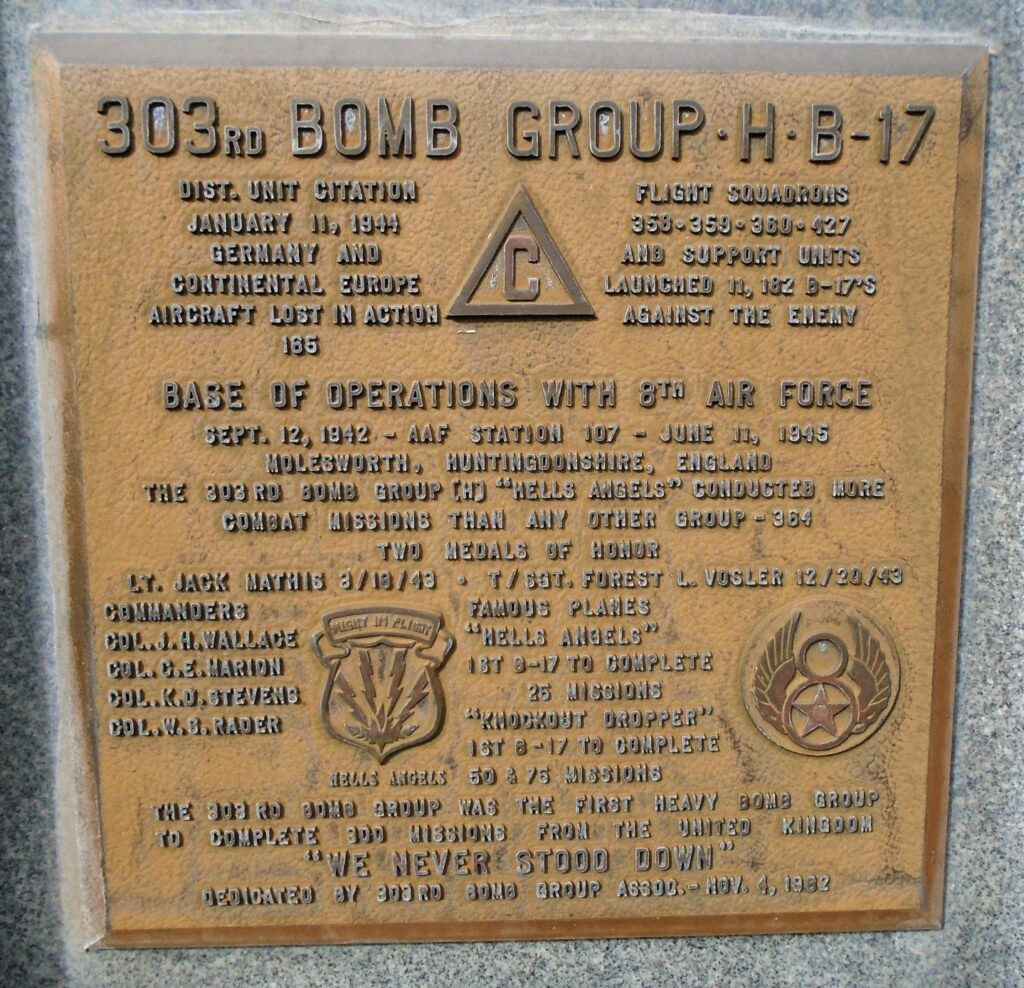 303RD BOMB GROUP·H·B-17
DIST. UNIT CITATION
JANUARY 11, 1944
GERMANY AND
CONTINENTAL EUROPE
AIRCRAFT LOST IN ACTION
165
C
FLIGHT SQUADRONS
358·359·360·427
AND SUPPORT UNITS
LAUNCHED 11,182 B-17'S
AGAINST THE ENEMY
BASE OF OPERATIONS WITH 8TH AIR FORCE
SEPT. 12, 1942 - AAF STATION 107 - JUNE 11, 1945
MOLESWORTH, HUNTINGDONSHIRE, ENGLAND
THE 303RD BOMB GROUP (H) "HELLS ANGELS" CONDUCTED MORE
COMBAT MISSIONS THAN ANY OTHER GROUP - 364
TWO MEDALS OF HONOR
LT. JACK MATHIS 3/18/43 · T/SGT. FOREST L. VOSLER 12/20/43
COMMANDERS
COL. J.H. WALLACE
COL. C.E. MARION
COL. K.D. STEVENS
COL. W.S. RADER
MIGHT IN FLIGHT
HELLS ANGELS
FAMOUS PLANES
"HELLS ANGELS"
1ST B-17 TO COMPLETE
25 MISSIONS
"KNOCKOUT DROPPER"
1ST B-17 TO COMPLETE
50 & 75 MISSIONS
THE 303RD BOMB GROUP WAS THE FIRST HEAVY BOMB GROUP
TO COMPLETE 300 MISSIONS FROM THE UNITED KINGDOM
"WE NEVER STOOD DOWN"
DEDICATED BY 303RD BOMB GROUP ASSOC. - NOV. 4, 1982